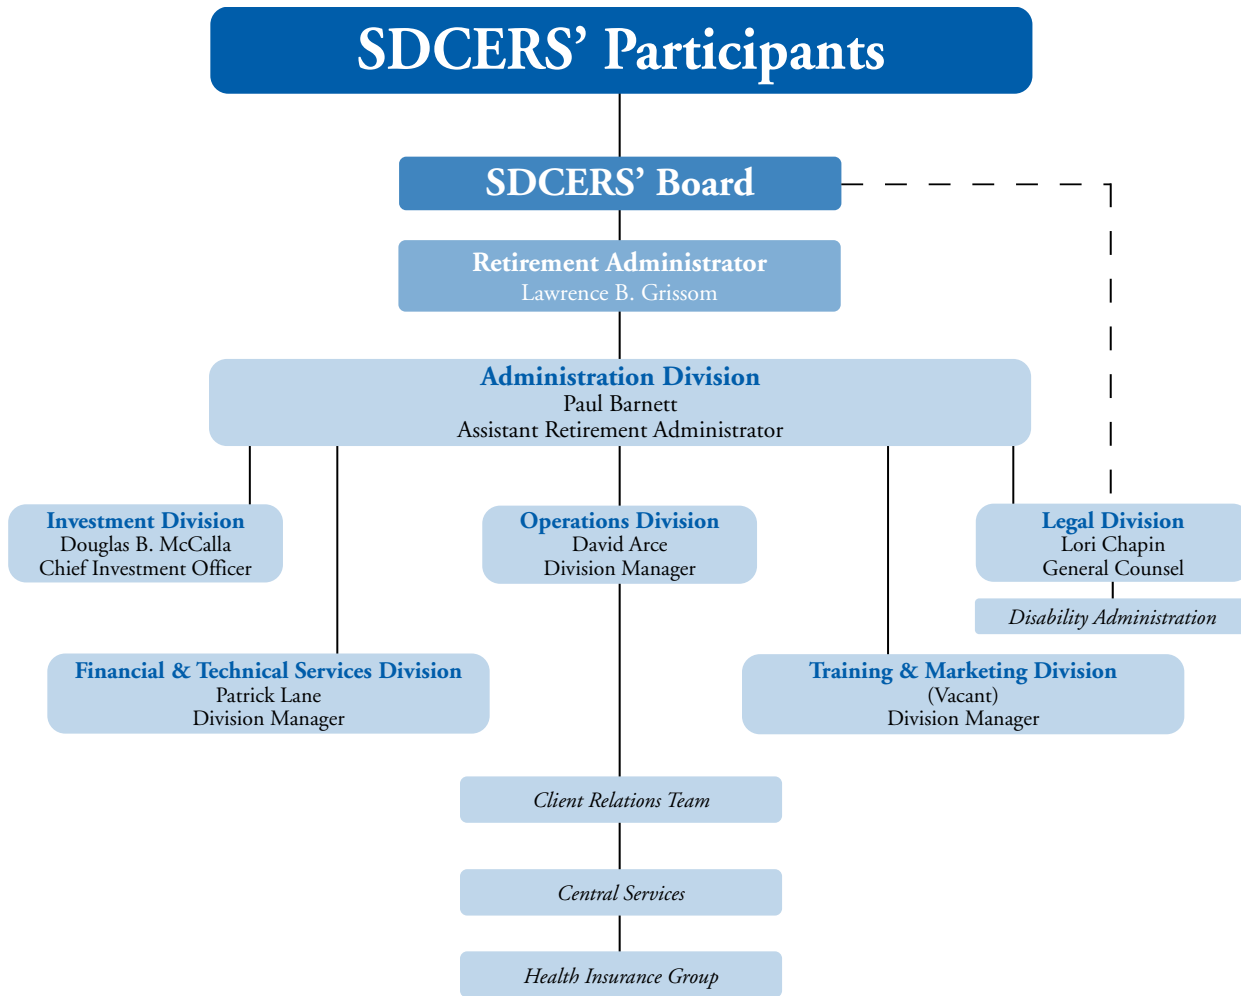 SDCERS’ Participants
SDCERS’ Board
Retirement Administrator
Lawrence B. Grissom
Administration Division
Paul Barnett
Assistant Retirement Administrator
Investment Division
Douglas B. McCalla
Chief Investment Officer
Operations Division
David Arce
Division Manager
Legal Division
Lori Chapin
General Counsel
Disability Administration
Financial & Technical Services Division
Patrick Lane
Division Manager
Training & Marketing Division
(Vacant)
Division Manager
Client Relations Team
Central Services
Health Insurance Group